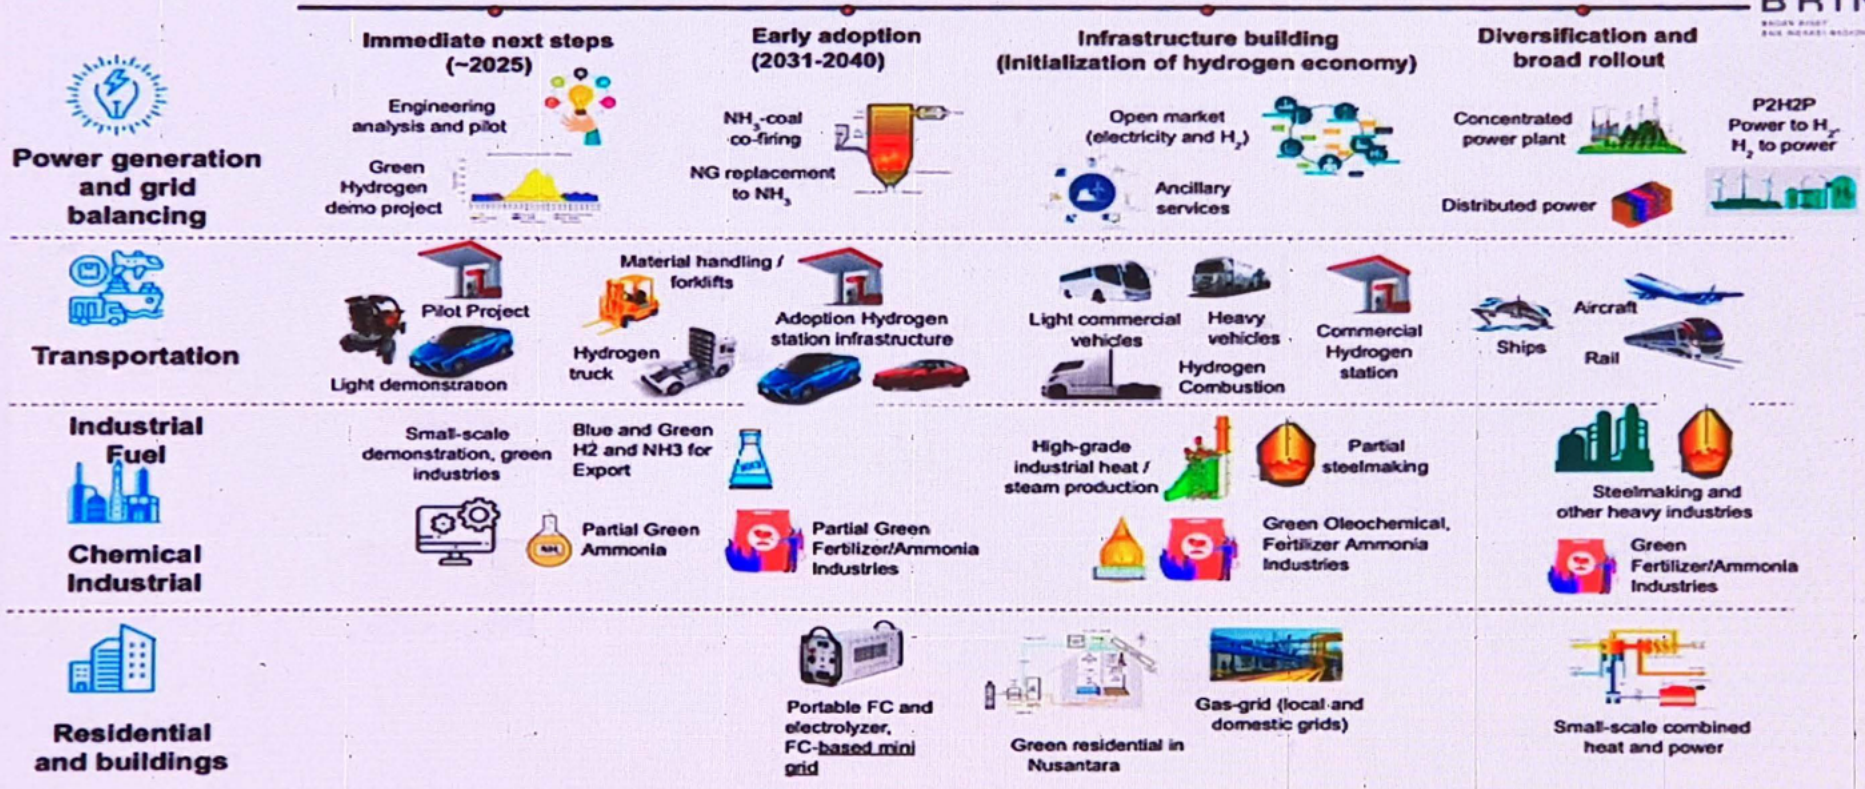 BRIN
Immediate next steps
(~2025)
Early adoption
(2031-2040)
Infrastructure building
(Initialization of hydrogen economy)
Diversification and
broad rollout
Power generation
and grid
balancing
Engineering
analysis and pilot
Green
Hydrogen
demo project
NH3-coal
co-firing
NG replacement
to NH3
Open market
(electricity and H2)
Ancillary
services
Concentrated
power plant
Distributed power
P2H2P
Power to H2,
H2 to power
Transportation
Pilot Project
Light demonstration
Material handling /
forklifts
Hydrogen
truck
Adoption Hydrogen
station infrastructure
Light commercial
vehicles
Heavy
vehicles
Hydrogen
Combustion
Commercial
Hydrogen
station
Ships
Aircraft
Rail
Industrial
Fuel
Chemical
Industrial
Small-scale
demonstration, green
industries
Blue and Green
H2 and NH3 for
Export
NH
Partial Green
Ammonia
Partial Green
Fertilizer/Ammonia
Industries
High-grade
industrial heat /
steam production
Partial
steelmaking
Green Oleochemical,
Fertilizer Ammonia
Industries
Steelmaking and
other heavy industries
Green
Fertilizer/Ammonia
Industries
Residential
and buildings
Portable FC and
electrolyzer,
FC-based mini
grid
Green residential in
Nusantara
Gas-grid (local and
domestic grids)
Small-scale combined
heat and power